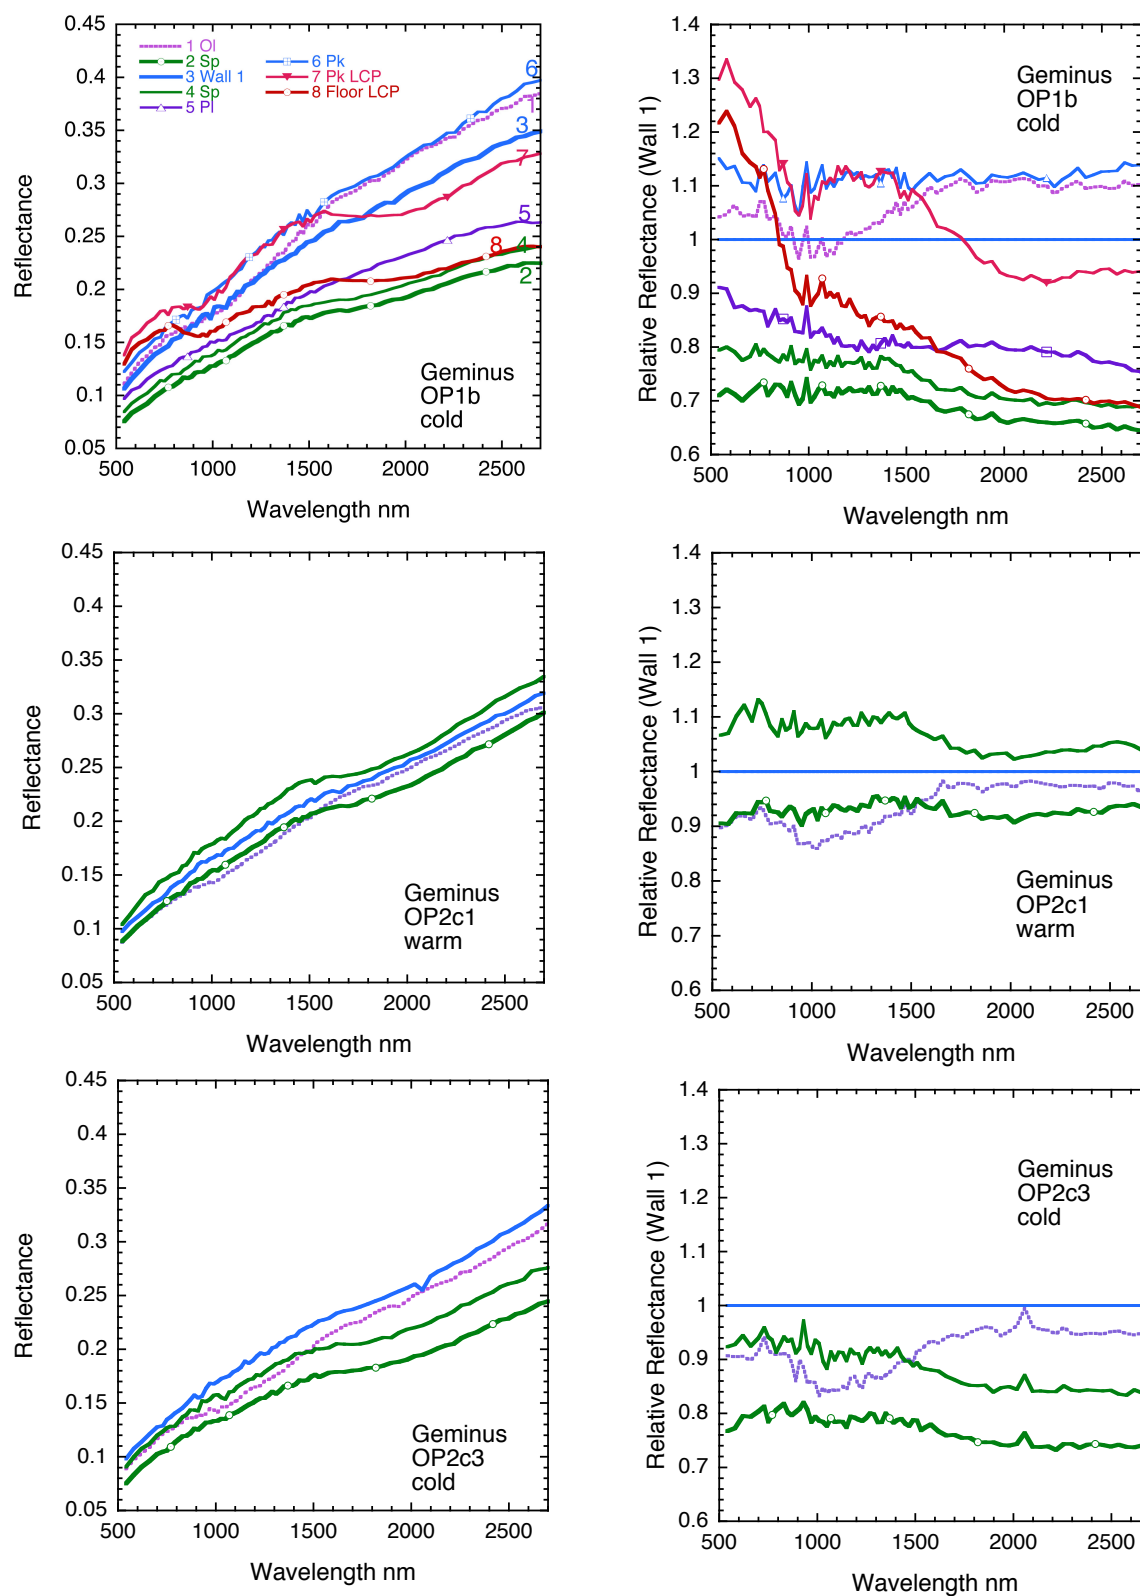 0.45
0.4
0.35
0.3
0.25
0.2
0.15
0.1
0.05
500
1000
1500
2000
2500
Reflectance
Wavelength nm
1 Ol
2 Sp
3 Wall 1
4 Sp
5 Pl
6 Pk
7 Pk LCP
8 Floor LCP
6
1
3
7
5
8
4
2
Geminus
OP1b
cold
1.4
1.3
1.2
1.1
1
0.9
0.8
0.7
0.6
500
1000
1500
2000
2500
Relative Reflectance (Wall 1)
Wavelength nm
Geminus
OP1b
cold
0.45
0.4
0.35
0.3
0.25
0.2
0.15
0.1
0.05
500
1000
1500
2000
2500
Reflectance
Wavelength nm
Geminus
OP2c1
warm
1.4
1.3
1.2
1.1
1
0.9
0.8
0.7
0.6
500
1000
1500
2000
2500
Relative Reflectance (Wall 1)
Wavelength nm
Geminus
OP2c1
warm
0.45
0.4
0.35
0.3
0.25
0.2
0.15
0.1
0.05
500
1000
1500
2000
2500
Reflectance
Wavelength nm
Geminus
OP2c3
cold
1.4
1.3
1.2
1.1
1
0.9
0.8
0.7
0.6
500
1000
1500
2000
2500
Relative Reflectance (Wall 1)
Wavelength nm
Geminus
OP2c3
cold